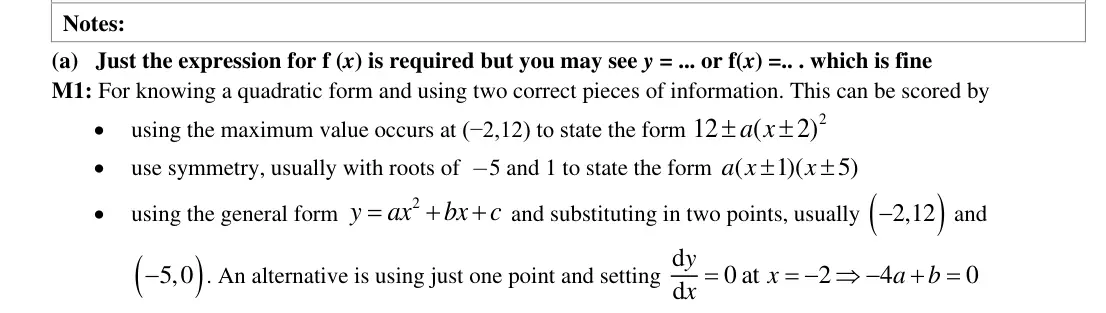 Notes:
(a) Just the expression for f (x) is required but you may see y = ... or f(x) =.. . which is fine
M1: For knowing a quadratic form and using two correct pieces of information. This can be scored by
• using the maximum value occurs at (−2,12) to state the form 12±a(x±2)²
• use symmetry, usually with roots of −5 and 1 to state the form a(x±1)(x±5)
• using the general form y = ax² + bx + c and substituting in two points, usually (−2,12) and
(−5,0). An alternative is using just one point and setting dy/dx = 0 at x = −2 ⇒ −4a + b = 0